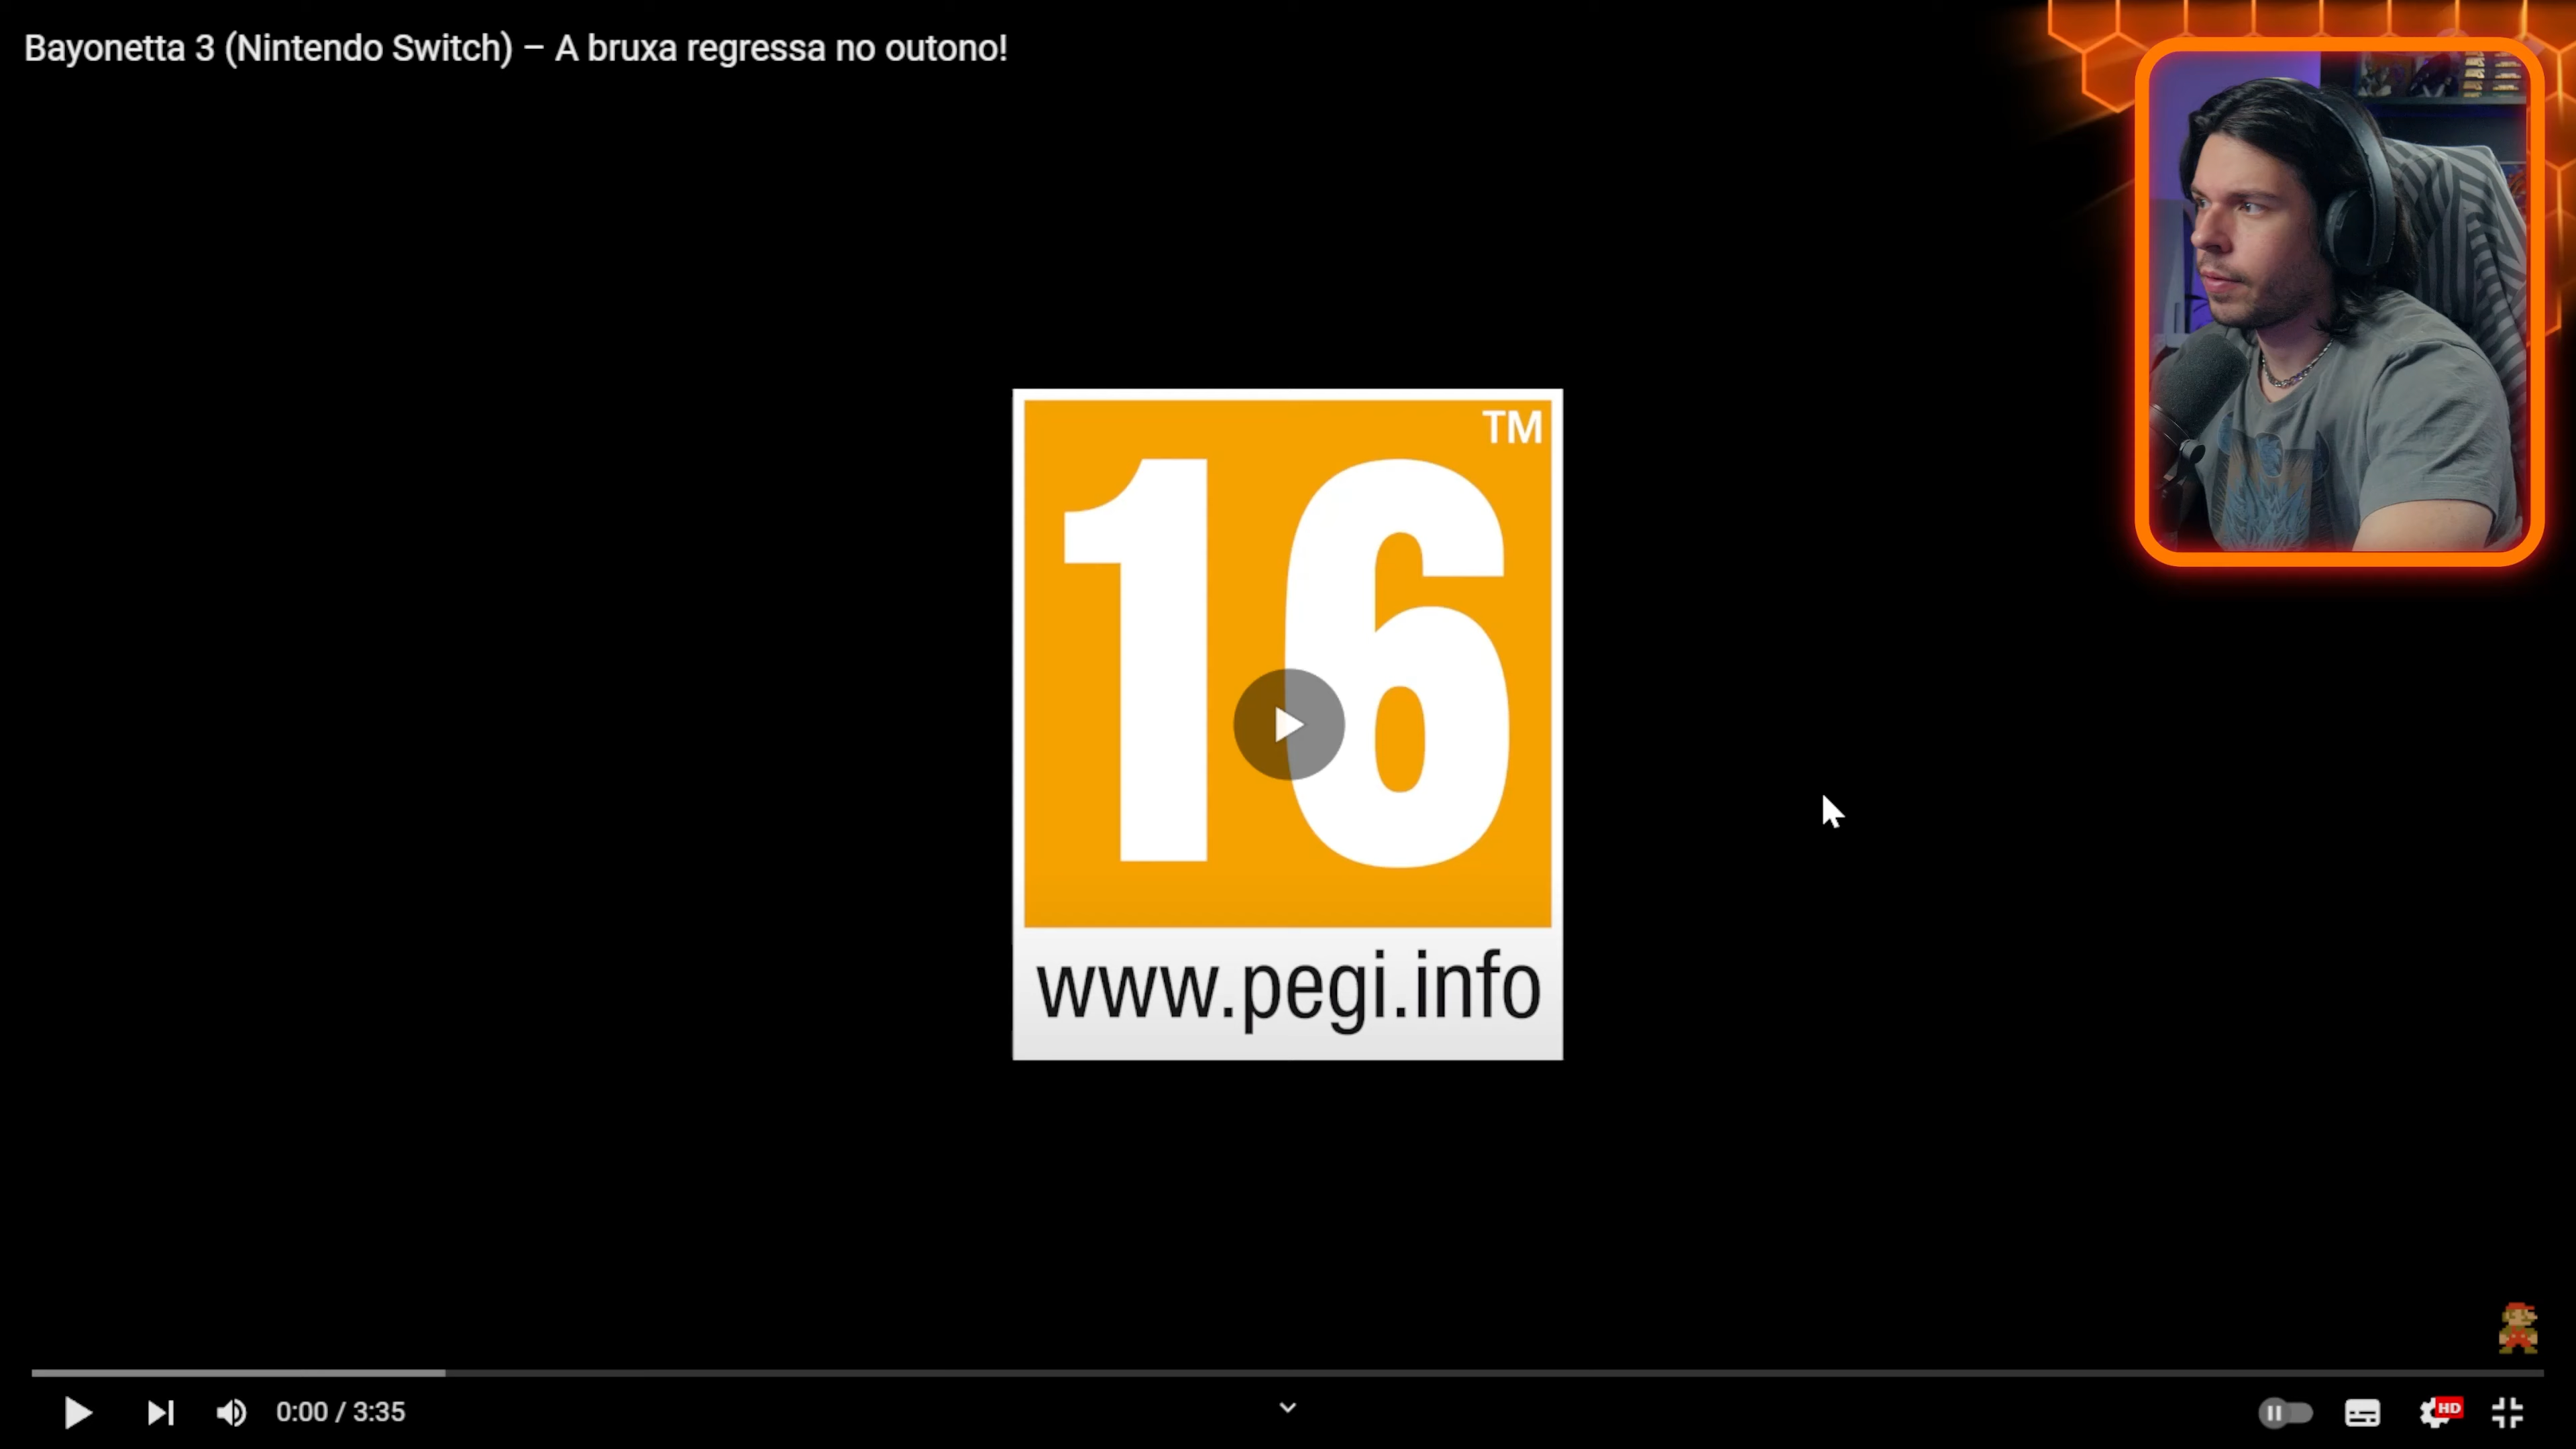 Bayonetta 3 (Nintendo Switch) – A bruxa regressa no outono!
TM
16
www.pegi.info
0:00 / 3:35
HD